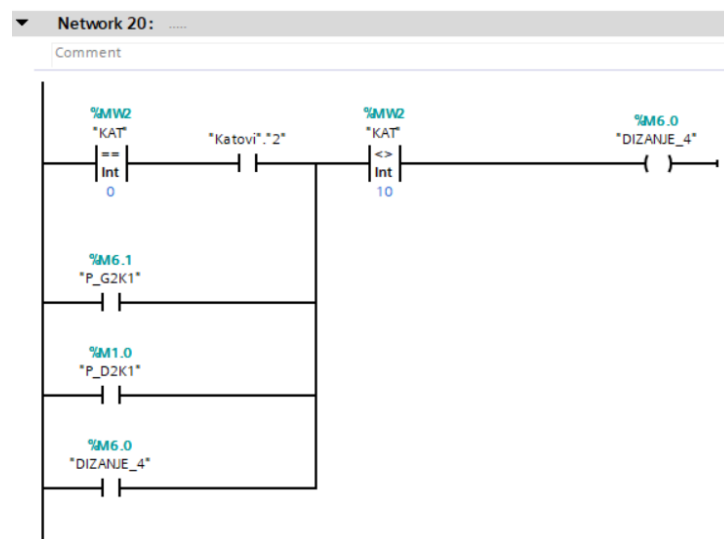 Network 20: .....
Comment
%MW2
"KAT"
==
Int
0
"Katovi"."2"
%MW2
"KAT"
<>
Int
10
%M6.0
"DIZANJE_4"
%M6.1
"P_G2K1"
%M1.0
"P_D2K1"
%M6.0
"DIZANJE_4"